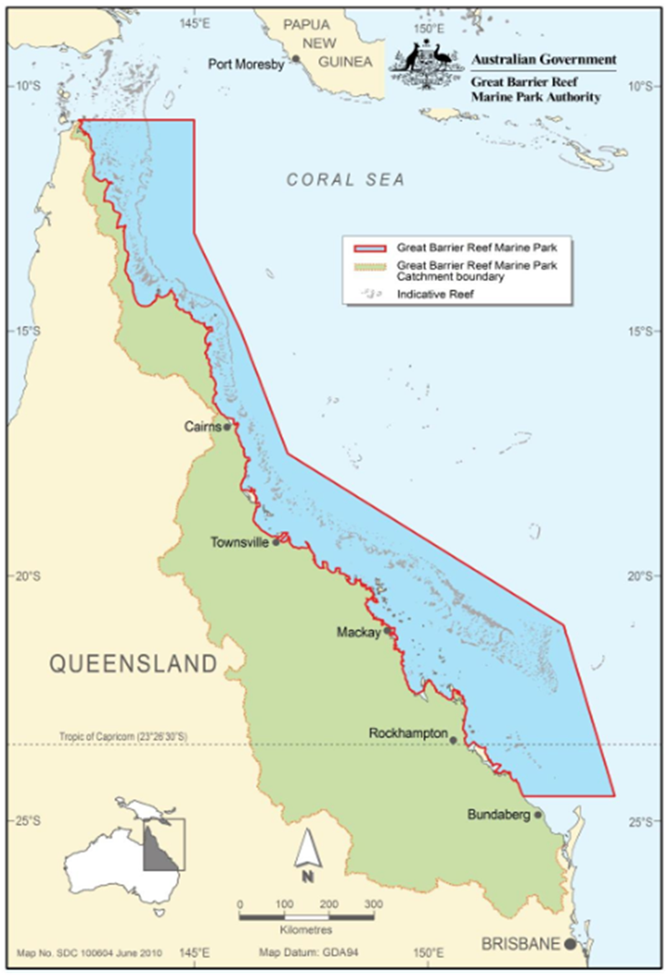 145°E
150°E
PAPUA
NEW
GUINEA
Port Moresby
Australian Government
Great Barrier Reef
Marine Park Authority
10°S
10°S
CORAL SEA
Great Barrier Reef Marine Park
Great Barrier Reef Marine Park
Catchment boundary
Indicative Reef
15°S
15°S
Cairns
Townsville
20°S
20°S
Mackay
QUEENSLAND
Tropic of Capricorn (23°26'30"S)
Rockhampton
Bundaberg
25°S
25°S
N
0 100 200 300
Kilometres
BRISBANE
Map No. SDC 100604 June 2010
145°E
Map Datum: GDA94
150°E